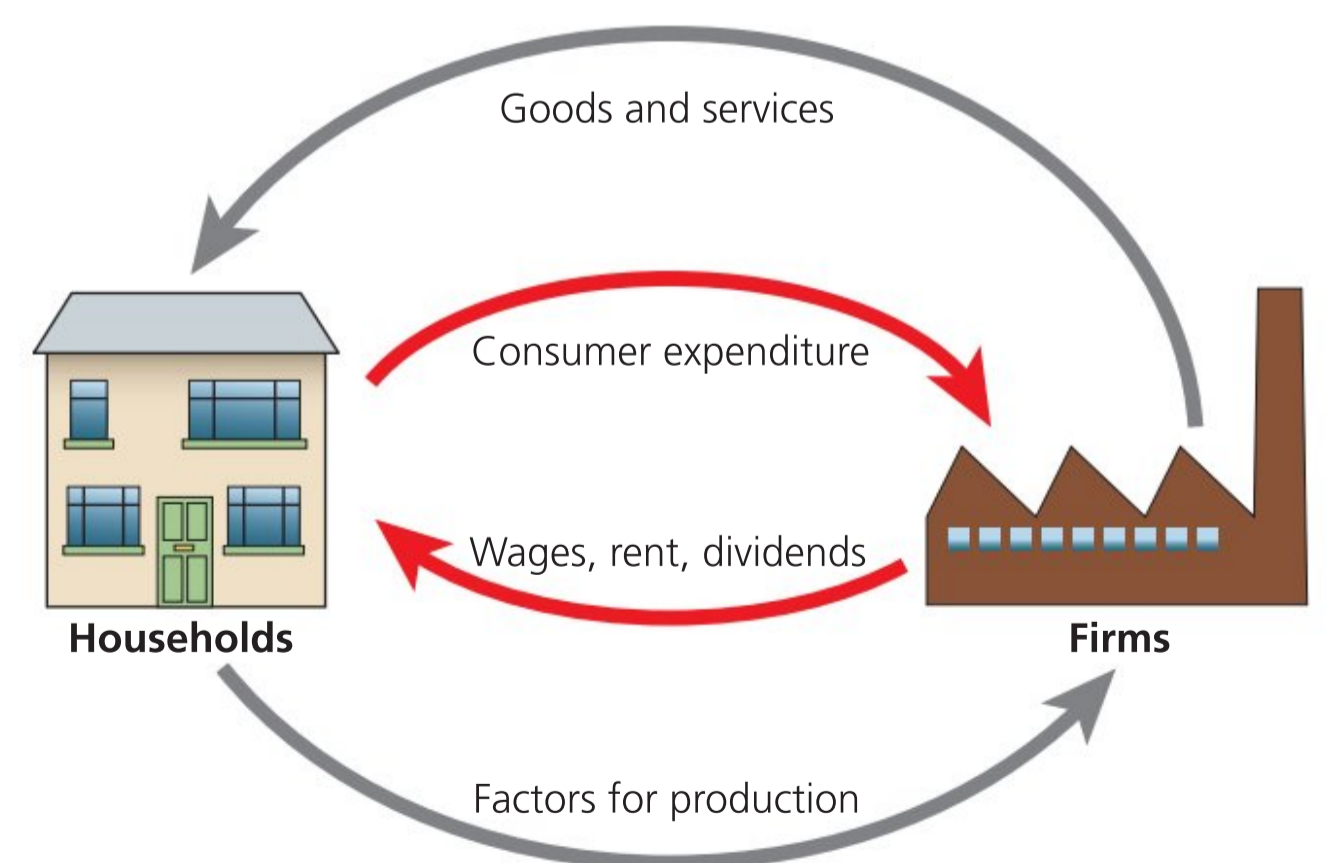 Goods and services
Consumer expenditure
Wages, rent, dividends
Households
Firms
Factors for production